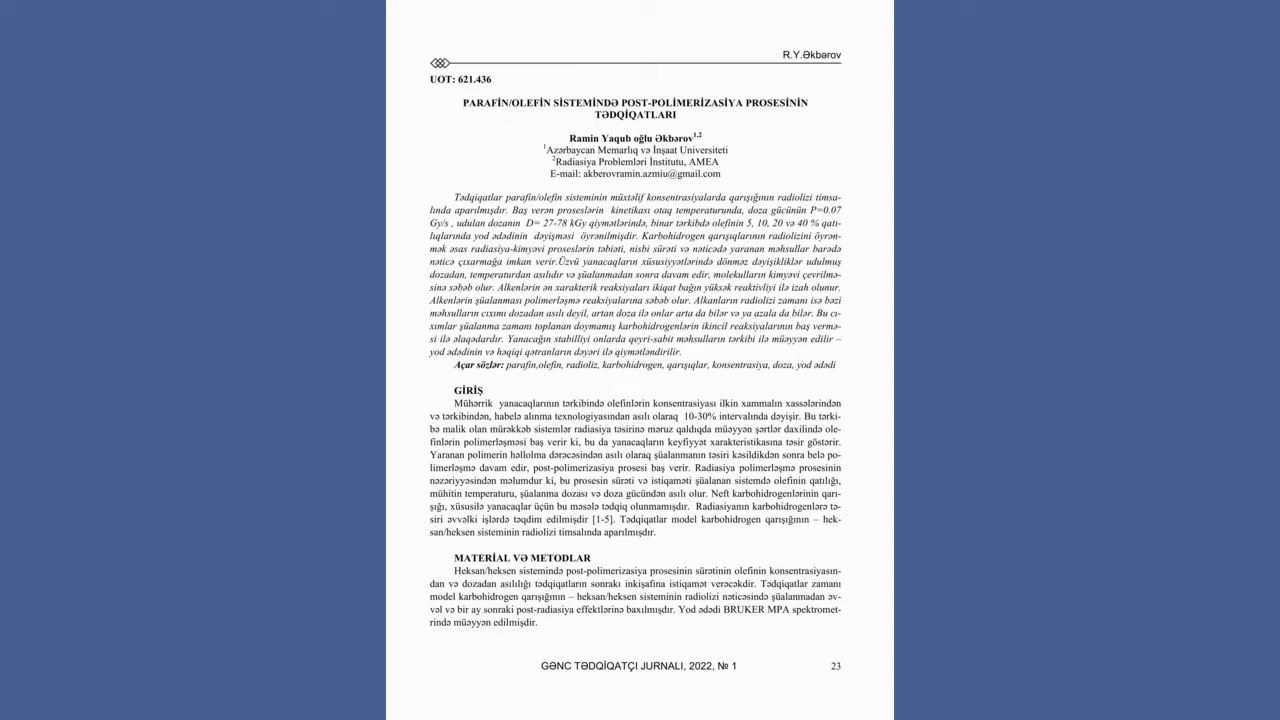 R.Y.Əkbərov
UOT: 621.436
PARAFİN/OLEFİN SİSTEMİNDƏ POST-POLİMERİZASİYA PROSESİNİN
TƏDQİQATLARI
Ramin Yaqub oğlu Əkbərov1,2
1Azərbaycan Memarlıq və İnşaat Universiteti
2Radiasiya Problemləri İnstitutu, AMEA
E-mail: akberovramin.azmiu@gmail.com
Tədqiqatlar parafin/olefin sisteminin müxtəlif konsentrasiyalarda qarışığının radiolizi timsa-
lında aparılmışdır. Baş verən proseslərin kinetikası otaq temperaturunda, doza gücünün P=0.07
Gy/s , udulan dozanın D= 27-78 kGy qiymətlərində, binar tərkibdə olefinin 5, 10, 20 və 40 % qatı-
lıqlarında yod ədədinin dəyişməsi öyrənilmişdir. Karbohidrogen qarışıqlarının radiolizini öyrən-
mək əsas radiasiya-kimyəvi proseslərin təbiəti, nisbi sürəti və nəticədə yaranan məhsullar barədə
nəticə çıxarmağa imkan verir.Üzvü yanacaqların xüsusiyyətlərində dönməz dəyişikliklər udulmuş
dozadan, temperaturdan asılıdır və şüalanmadan sonra davam edir, molekulların kimyəvi çevrilmə-
sinə səbəb olur. Alkenlərin ən xarakterik reaksiyaları ikiqat bağın yüksək reaktivliyi ilə izah olunur.
Alkenlərin şüalanması polimerləşmə reaksiyalarına səbəb olur. Alkanların radiolizi zamanı isə bəzi
məhsulların cıxımı dozadan asılı deyil, artan doza ilə onlar arta da bilər və ya azala da bilər. Bu cı-
xımlar şüalanma zamanı toplanan doymamış karbohidrogenlərin ikincil reaksiyalarının baş vermə-
si ilə əlaqədardır. Yanacağın stabilliyi onlarda qeyri-sabit məhsulların tərkibi ilə müəyyən edilir –
yod ədədinin və həqiqi qətranların dəyəri ilə qiymətləndirilir.
Açar sözlər: parafin,olefin, radioliz, karbohidrogen, qarışıqlar, konsentrasiya, doza, yod ədədi
GİRİŞ
Mühərrik yanacaqlarının tərkibində olefinlərin konsentrasiyası ilkin xammalın xassələrindən
və tərkibindən, habelə alınma texnologiyasından asılı olaraq 10-30% intervalında dəyişir. Bu tərki-
bə malik olan mürəkkəb sistemlər radiasiya təsirinə məruz qaldıqda müəyyən şərtlər daxilində ole-
finlərin polimerləşməsi baş verir ki, bu da yanacaqların keyfiyyət xarakteristikasına təsir göstərir.
Yaranan polimerin həllolma dərəcəsindən asılı olaraq şüalanmanın təsiri kəsildikdən sonra belə po-
limerləşmə davam edir, post-polimerizasiya prosesi baş verir. Radiasiya polimerləşmə prosesinin
nəzəriyyəsindən məlumdur ki, bu prosesin sürəti və istiqaməti şüalanan sistemdə olefinin qatılığı,
mühitin temperaturu, şüalanma dozası və doza gücündən asılı olur. Neft karbohidrogenlərinin qarı-
şığı, xüsusilə yanacaqlar üçün bu məsələ tədqiq olunmamışdır. Radiasiyanın karbohidrogenlərə tə-
siri əvvəlki işlərdə təqdim edilmişdir [1-5]. Tədqiqatlar model karbohidrogen qarışığının – hek-
san/heksen sisteminin radiolizi timsalında aparılmışdır.
MATERİAL VƏ METODLAR
Heksan/heksen sistemində post-polimerizasiya prosesinin sürətinin olefinin konsentrasiyasın-
dan və dozadan asılılığı tədqiqatların sonrakı inkişafına istiqamət verəcəkdir. Tədqiqatlar zamanı
model karbohidrogen qarışığının – heksan/heksen sisteminin radiolizi nəticəsində şüalanmadan əv-
vəl və bir ay sonraki post-radiasiya effektlərinə baxılmışdır. Yod ədədi BRUKER MPA spektromet-
rində müəyyən edilmişdir.
GƏNC TƏDQİQATÇI JURNALI, 2022, № 1 23